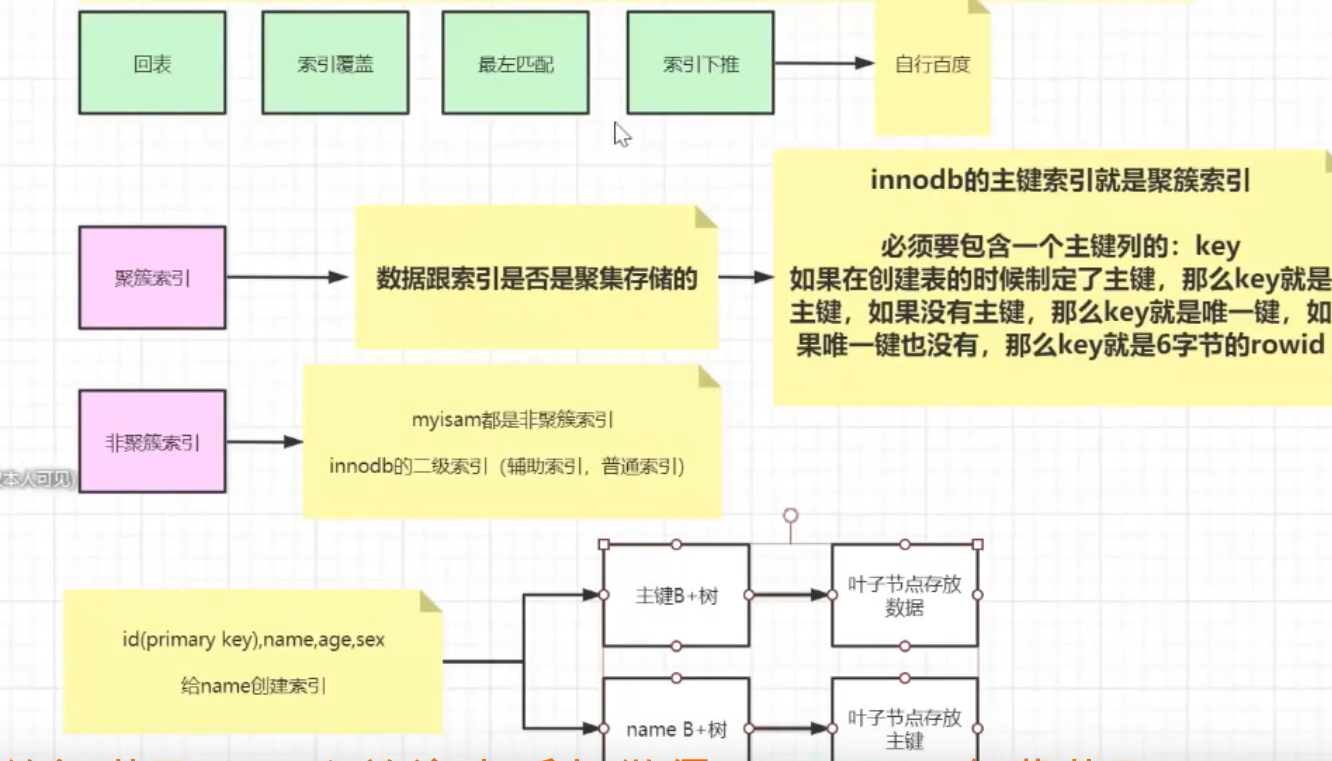 回表
索引覆盖
最左匹配
索引下推
自行百度
innodb的主键索引就是聚簇索引
必须要包含一个主键列的：key
如果在创建表的时候制定了主键，那么key就是
主键，如果没有主键，那么key就是唯一键，如
果唯一键也没有，那么key就是6字节的rowid
聚簇索引
数据跟索引是否是聚集存储的
非聚簇索引
myisam都是非聚簇索引
innodb的二级索引（辅助索引，普通索引）
本人可见)
id(primary key),name,age,sex
给name创建索引
主键B+树
叶子节点存放
数据
name B+树
叶子节点存放
主键